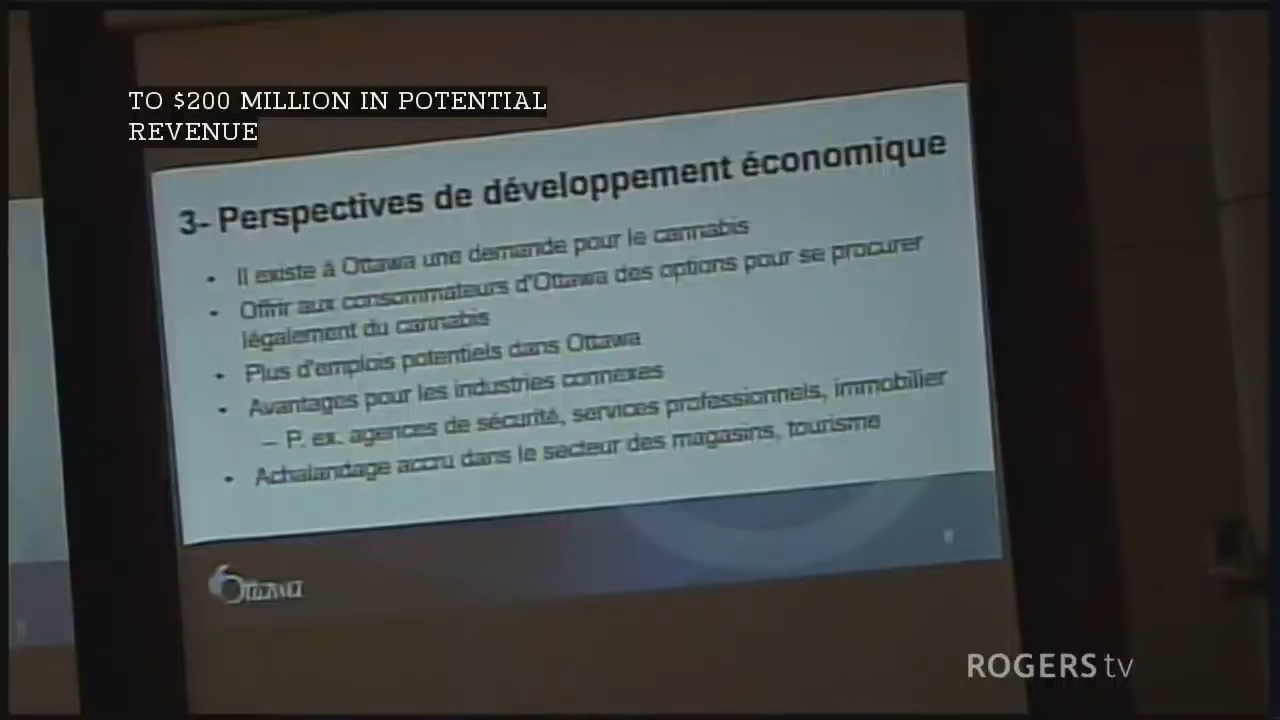 TO $200 MILLION IN POTENTIAL
REVENUE
3- Perspectives de développement économique
• Il existe à Ottawa une demande pour le cannabis
• Offrir aux consommateurs d'Ottawa des options pour se procurer
légalement du cannabis
• Plus d'emplois potentiels dans Ottawa
• Avantages pour les industries connexes
– P. ex. agences de sécurité, services professionnels, immobilier
• Achalandage accru dans le secteur des magasins, tourisme
Ottawa
ROGERS tv